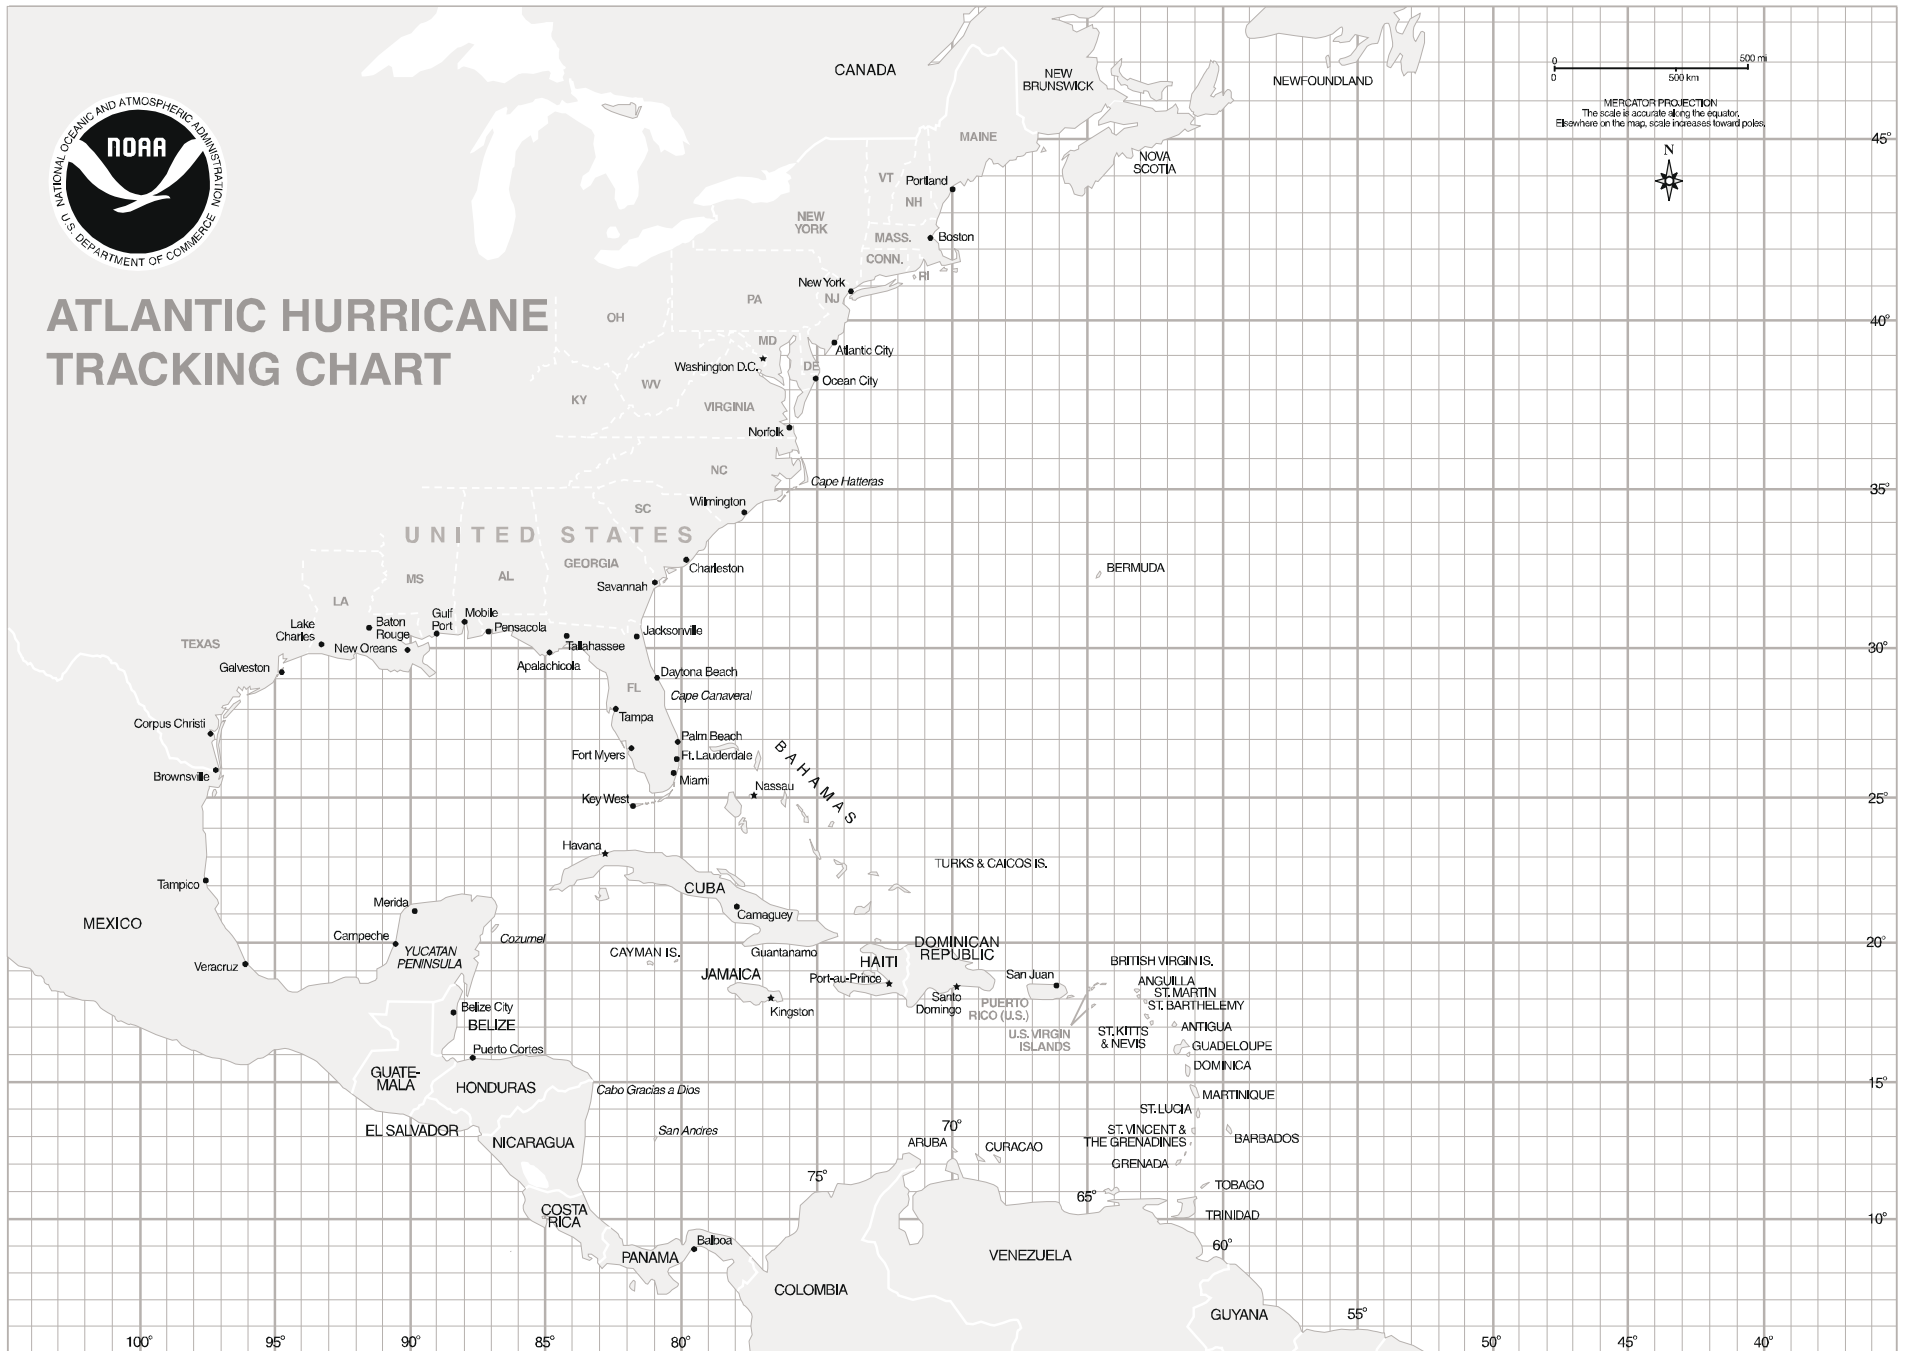 CANADA
NEW
BRUNSWICK
NEWFOUNDLAND
0 500 mi
0 500 km
MERCATOR PROJECTION
The scale is accurate along the equator.
Elsewhere on the map, scale increases toward poles.
N
NATIONAL OCEANIC AND ATMOSPHERIC ADMINISTRATION
U.S. DEPARTMENT OF COMMERCE
NOAA
ATLANTIC HURRICANE
TRACKING CHART
MAINE
45°
NOVA
SCOTIA
VT
Portland
NH
NEW
YORK
MASS.
Boston
CONN.
RI
New York
PA
NJ
OH
40°
MD
Atlantic City
Washington D.C.
DE
Ocean City
WV
KY
VIRGINIA
Norfolk
NC
Cape Hatteras
35°
Wilmington
SC
UNITED STATES
GEORGIA
Charleston
BERMUDA
MS
AL
Savannah
LA
Gulf
Port
Mobile
Lake
Charles
Baton
Rouge
Pensacola
Jacksonville
TEXAS
New Orleans
Tallahassee
30°
Galveston
Apalachicola
Daytona Beach
FL
Cape Canaveral
Corpus Christi
Tampa
Palm Beach
Fort Myers
Ft. Lauderdale
BAHAMAS
Brownsville
Miami
Nassau
Key West
25°
Havana
TURKS & CAICOS IS.
Tampico
CUBA
Merida
Camaguey
MEXICO
Campeche
Cozumel
YUCATAN
PENINSULA
CAYMAN IS.
Guantanamo
DOMINICAN
REPUBLIC
20°
Veracruz
JAMAICA
HAITI
Port-au-Prince
San Juan
BRITISH VIRGIN IS.
ANGUILLA
ST. MARTIN
ST. BARTHELEMY
Belize City
BELIZE
Kingston
Santo
Domingo
PUERTO
RICO (U.S.)
U.S. VIRGIN
ISLANDS
ST. KITTS
& NEVIS
ANTIGUA
GUADELOUPE
DOMINICA
Puerto Cortes
GUATE-
MALA
HONDURAS
Cabo Gracias a Dios
15°
MARTINIQUE
ST. LUCIA
EL SALVADOR
NICARAGUA
San Andres
70°
ARUBA
CURACAO
ST. VINCENT &
THE GRENADINES
BARBADOS
GRENADA
75°
65°
TOBAGO
COSTA
RICA
TRINIDAD
10°
Balboa
PANAMA
VENEZUELA
60°
COLOMBIA
GUYANA
55°
100° 95° 90° 85° 80° 50° 45° 40°